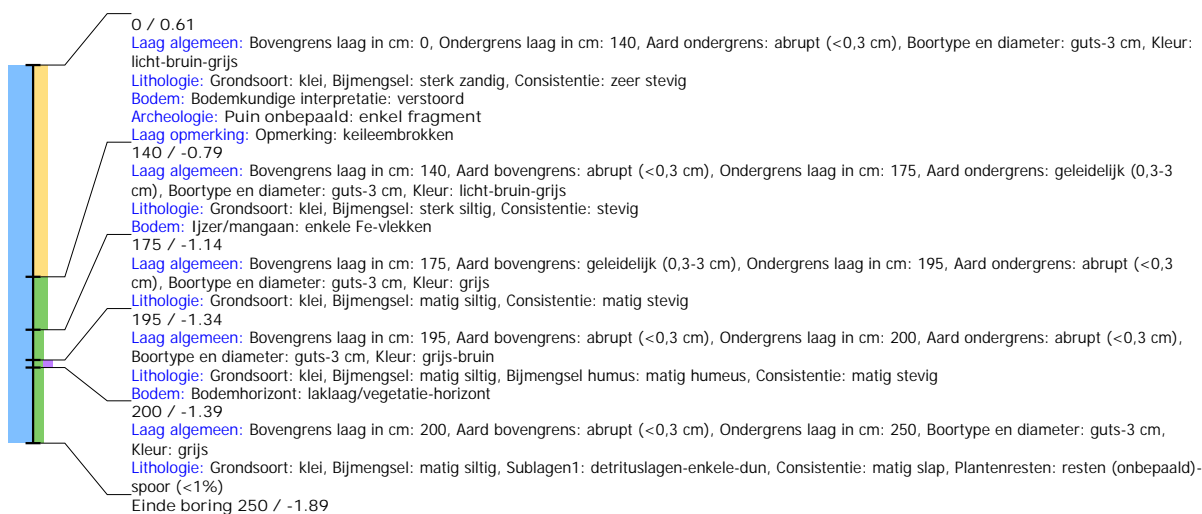 0 / 0.61
Laag algemeen: Bovengrens laag in cm: 0, Ondergrens laag in cm: 140, Aard ondergrens: abrupt (<0,3 cm), Boortype en diameter: guts-3 cm, Kleur:
licht-bruin-grijs
Lithologie: Grondsoort: klei, Bijmengsel: sterk zandig, Consistentie: zeer stevig
Bodem: Bodemkundige interpretatie: verstoord
Archeologie: Puin onbepaald: enkel fragment
Laag opmerking: Opmerking: keileembrokken
140 / -0.79
Laag algemeen: Bovengrens laag in cm: 140, Aard bovengrens: abrupt (<0,3 cm), Ondergrens laag in cm: 175, Aard ondergrens: geleidelijk (0,3-3
cm), Boortype en diameter: guts-3 cm, Kleur: licht-bruin-grijs
Lithologie: Grondsoort: klei, Bijmengsel: sterk siltig, Consistentie: stevig
Bodem: Ijzer/mangaan: enkele Fe-vlekken
175 / -1.14
Laag algemeen: Bovengrens laag in cm: 175, Aard bovengrens: geleidelijk (0,3-3 cm), Ondergrens laag in cm: 195, Aard ondergrens: abrupt (<0,3
cm), Boortype en diameter: guts-3 cm, Kleur: grijs
Lithologie: Grondsoort: klei, Bijmengsel: matig siltig, Consistentie: matig stevig
195 / -1.34
Laag algemeen: Bovengrens laag in cm: 195, Aard bovengrens: abrupt (<0,3 cm), Ondergrens laag in cm: 200, Aard ondergrens: abrupt (<0,3 cm),
Boortype en diameter: guts-3 cm, Kleur: grijs-bruin
Lithologie: Grondsoort: klei, Bijmengsel: matig siltig, Bijmengsel humus: matig humeus, Consistentie: matig stevig
Bodem: Bodemhorizont: laklaag/vegetatie-horizont
200 / -1.39
Laag algemeen: Bovengrens laag in cm: 200, Aard bovengrens: abrupt (<0,3 cm), Ondergrens laag in cm: 250, Boortype en diameter: guts-3 cm,
Kleur: grijs
Lithologie: Grondsoort: klei, Bijmengsel: matig siltig, Sublagen1: detrituslagen-enkele-dun, Consistentie: matig slap, Plantenresten: resten (onbepaald)-
spoor (<1%)
Einde boring 250 / -1.89